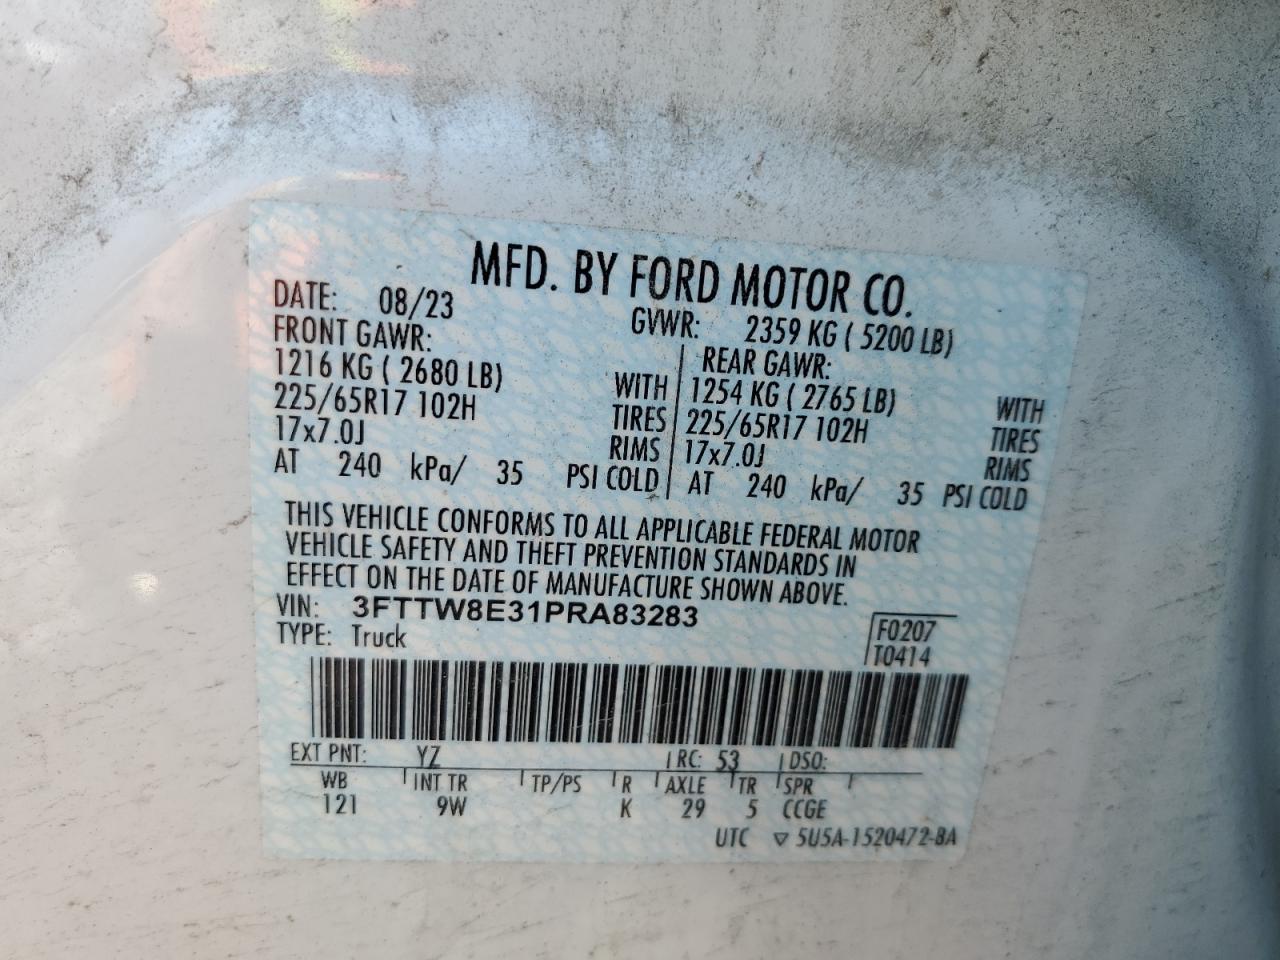 MFD. BY FORD MOTOR CO.
DATE: 08/23 GVWR: 2359 KG ( 5200 LB)
FRONT GAWR: REAR GAWR:
1216 KG ( 2680 LB) WITH 1254 KG ( 2765 LB) WITH
225/65R17 102H TIRES 225/65R17 102H TIRES
17x7.0J RIMS 17x7.0J RIMS
AT 240 kPa/ 35 PSI COLD AT 240 kPa/ 35 PSI COLD
THIS VEHICLE CONFORMS TO ALL APPLICABLE FEDERAL MOTOR
VEHICLE SAFETY AND THEFT PREVENTION STANDARDS IN
EFFECT ON THE DATE OF MANUFACTURE SHOWN ABOVE.
VIN: 3FTTW8E31PRA83283
TYPE: Truck
F0207
T0414
EXT PNT: YZ RC: 53 DSO:
WB INT TR TP/PS R AXLE TR SPR
121 9W K 29 5 CCGE
UTC ▽ 5U5A-1520472-BA